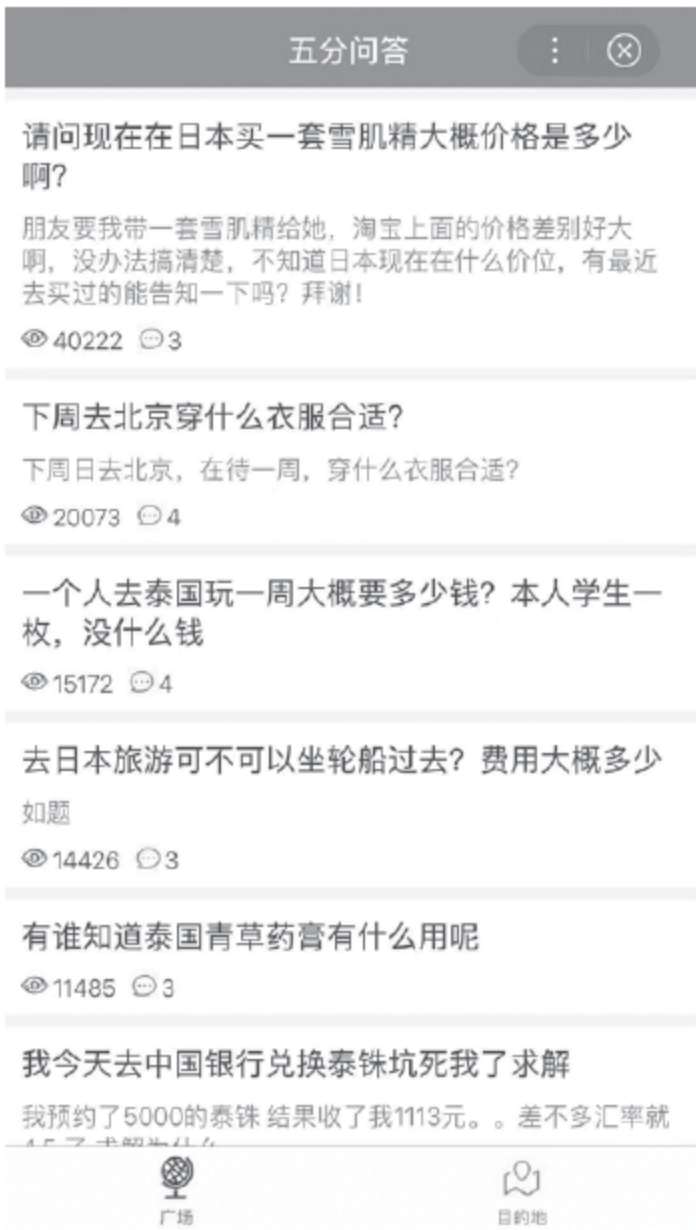 五分问答
请问现在在日本买一套雪肌精大概价格是多少
啊?
朋友要我带一套雪肌精给她，淘宝上面的价格差别好大
啊，没办法搞清楚，不知道日本现在在什么价位，有最近
去买过的能告知一下吗？拜谢！
40222 3
下周去北京穿什么衣服合适?
下周日去北京，在待一周，穿什么衣服合适?
20073 4
一个人去泰国玩一周大概要多少钱？本人学生一
枚，没什么钱
15172 4
去日本旅游可不可以坐轮船过去？费用大概多少
如题
14426 3
有谁知道泰国青草药膏有什么用呢
11485 3
我今天去中国银行兑换泰铢坑死我了求解
我预约了5000的泰铢 结果收了我1113元。。差不多汇率就
广场 目的地